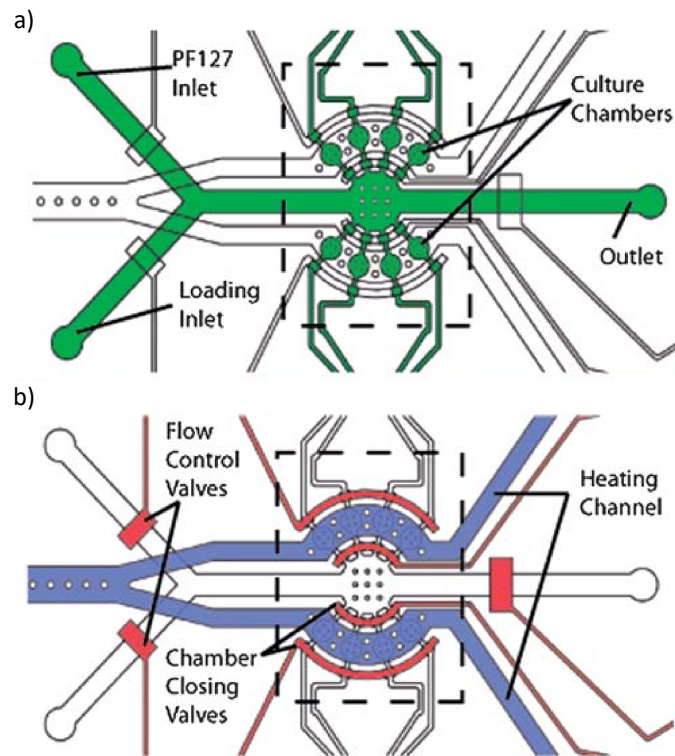 a)
PF127
Inlet
Culture
Chambers
Loading
Inlet
Outlet
b)
Flow
Control
Valves
Heating
Channel
Chamber
Closing
Valves